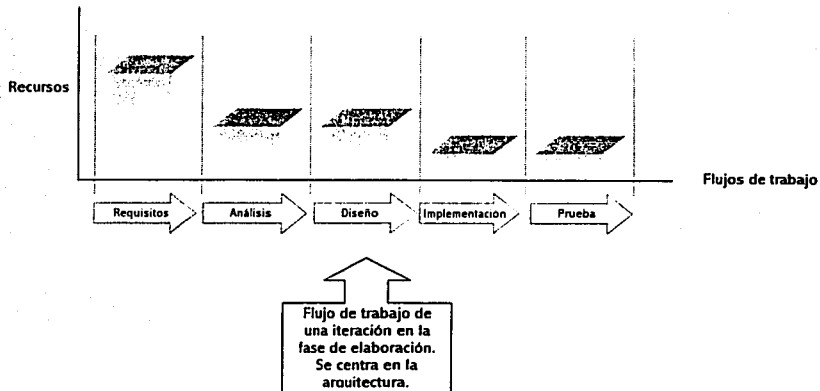 Recursos
Flujos de trabajo
Requisitos
Análisis
Diseño
Implementación
Prueba
Flujo de trabajo de
una iteración en la
fase de elaboración.
Se centra en la
arquitectura.